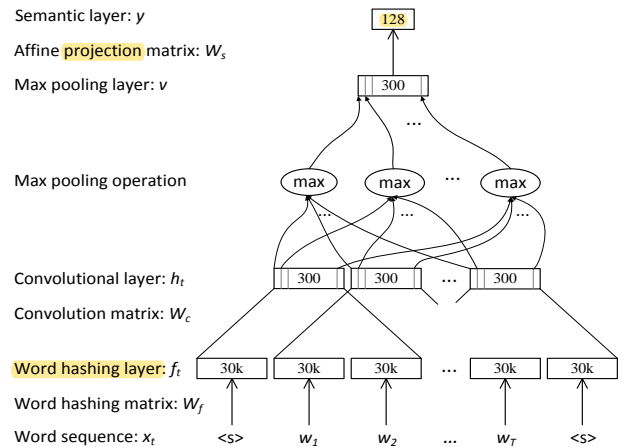 Semantic layer: y 128
Affine projection matrix: Ws
Max pooling layer: v 300
...
Max pooling operation max max ... max
... ... ...
Convolutional layer: ht 300 300 ... 300
Convolution matrix: Wc
Word hashing layer: ft 30k 30k 30k ... 30k 30k
Word hashing matrix: Wf
Word sequence: xt <s> w1 w2 ... wT <s>